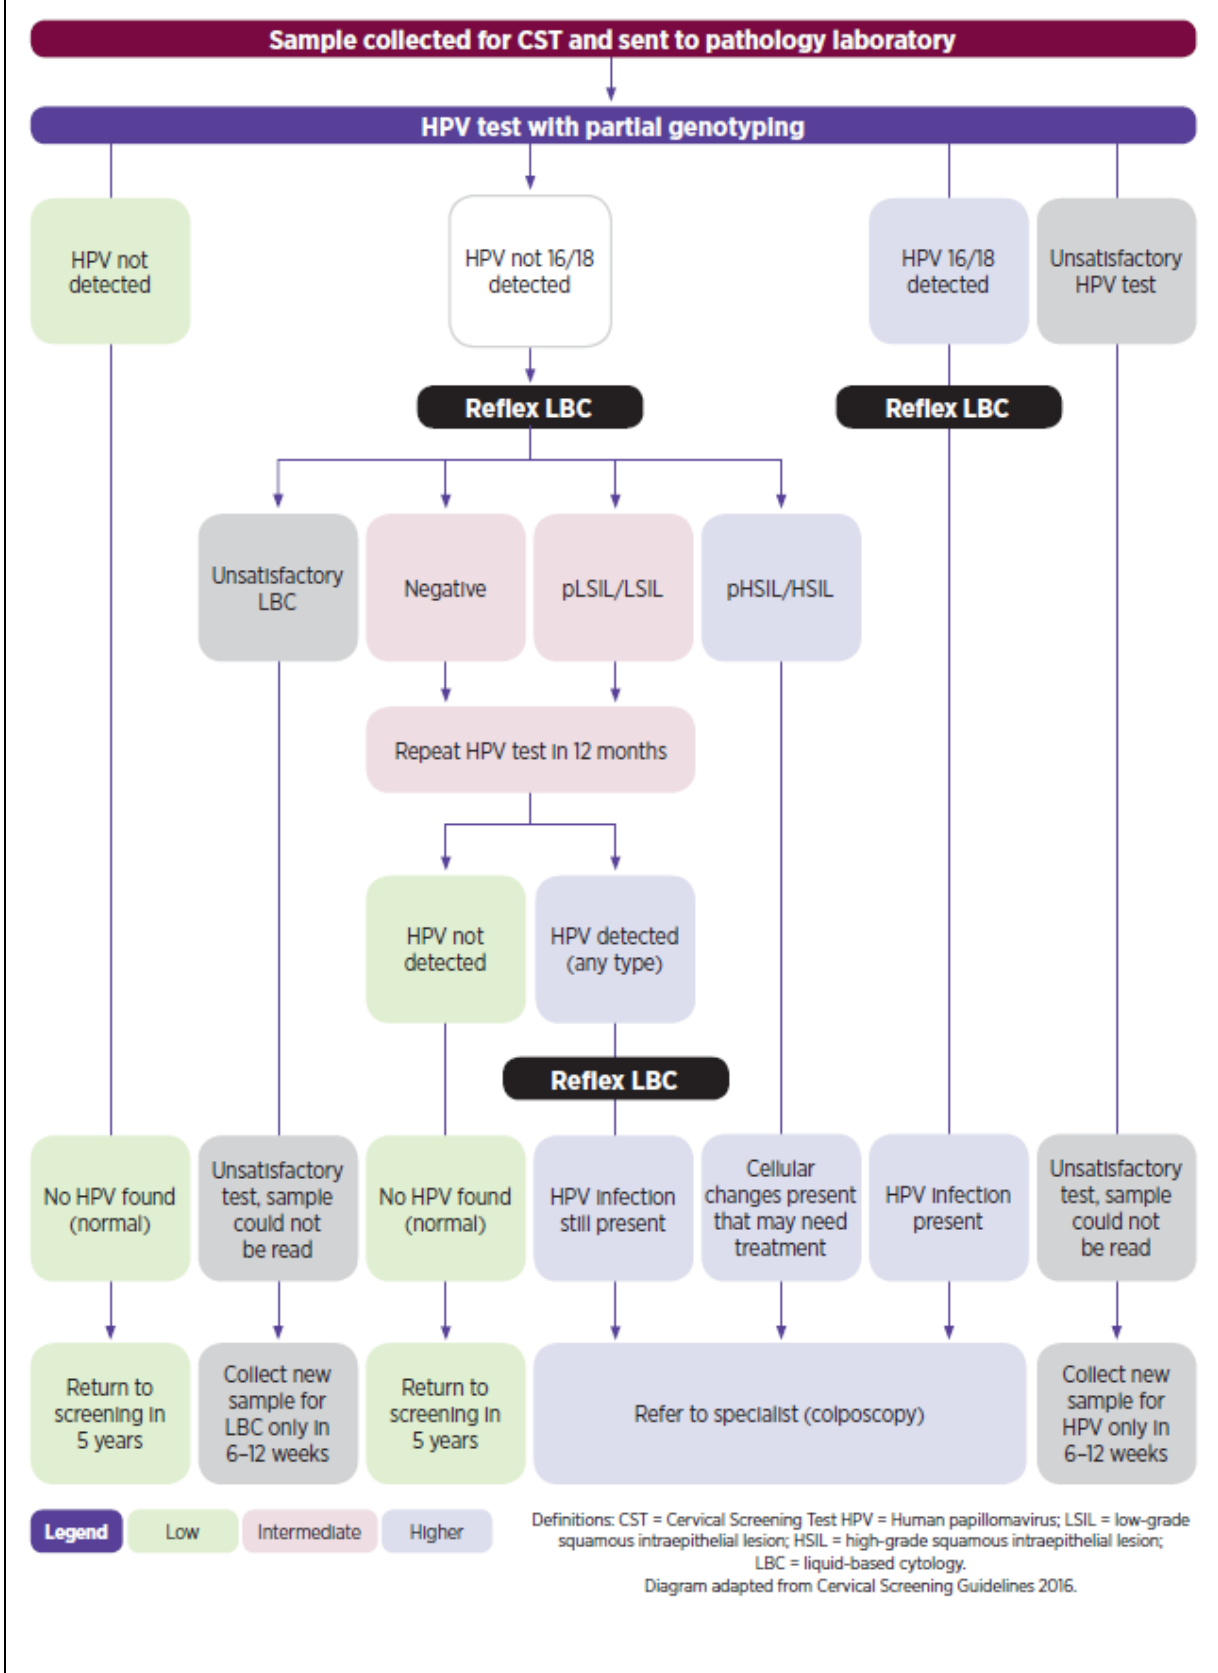 Sample collected for CST and sent to pathology laboratory
HPV test with partial genotyping
HPV not
detected
HPV not 16/18
detected
HPV 16/18
detected
Unsatisfactory
HPV test
Reflex LBC
Reflex LBC
Unsatisfactory
LBC
Negative
pLSIL/LSIL
pHSIL/HSIL
Repeat HPV test in 12 months
HPV not
detected
HPV detected
(any type)
Reflex LBC
No HPV found
(normal)
Unsatisfactory
test, sample
could not
be read
No HPV found
(normal)
HPV infection
still present
Cellular
changes present
that may need
treatment
HPV infection
present
Unsatisfactory
test, sample
could not
be read
Return to
screening in
5 years
Collect new
sample for
LBC only in
6–12 weeks
Return to
screening in
5 years
Refer to specialist (colposcopy)
Collect new
sample for
HPV only in
6–12 weeks
Legend
Low
Intermediate
Higher
Definitions: CST = Cervical Screening Test HPV = Human papillomavirus; LSIL = low-grade
squamous intraepithelial lesion; HSIL = high-grade squamous intraepithelial lesion;
LBC = liquid-based cytology.
Diagram adapted from Cervical Screening Guidelines 2016.